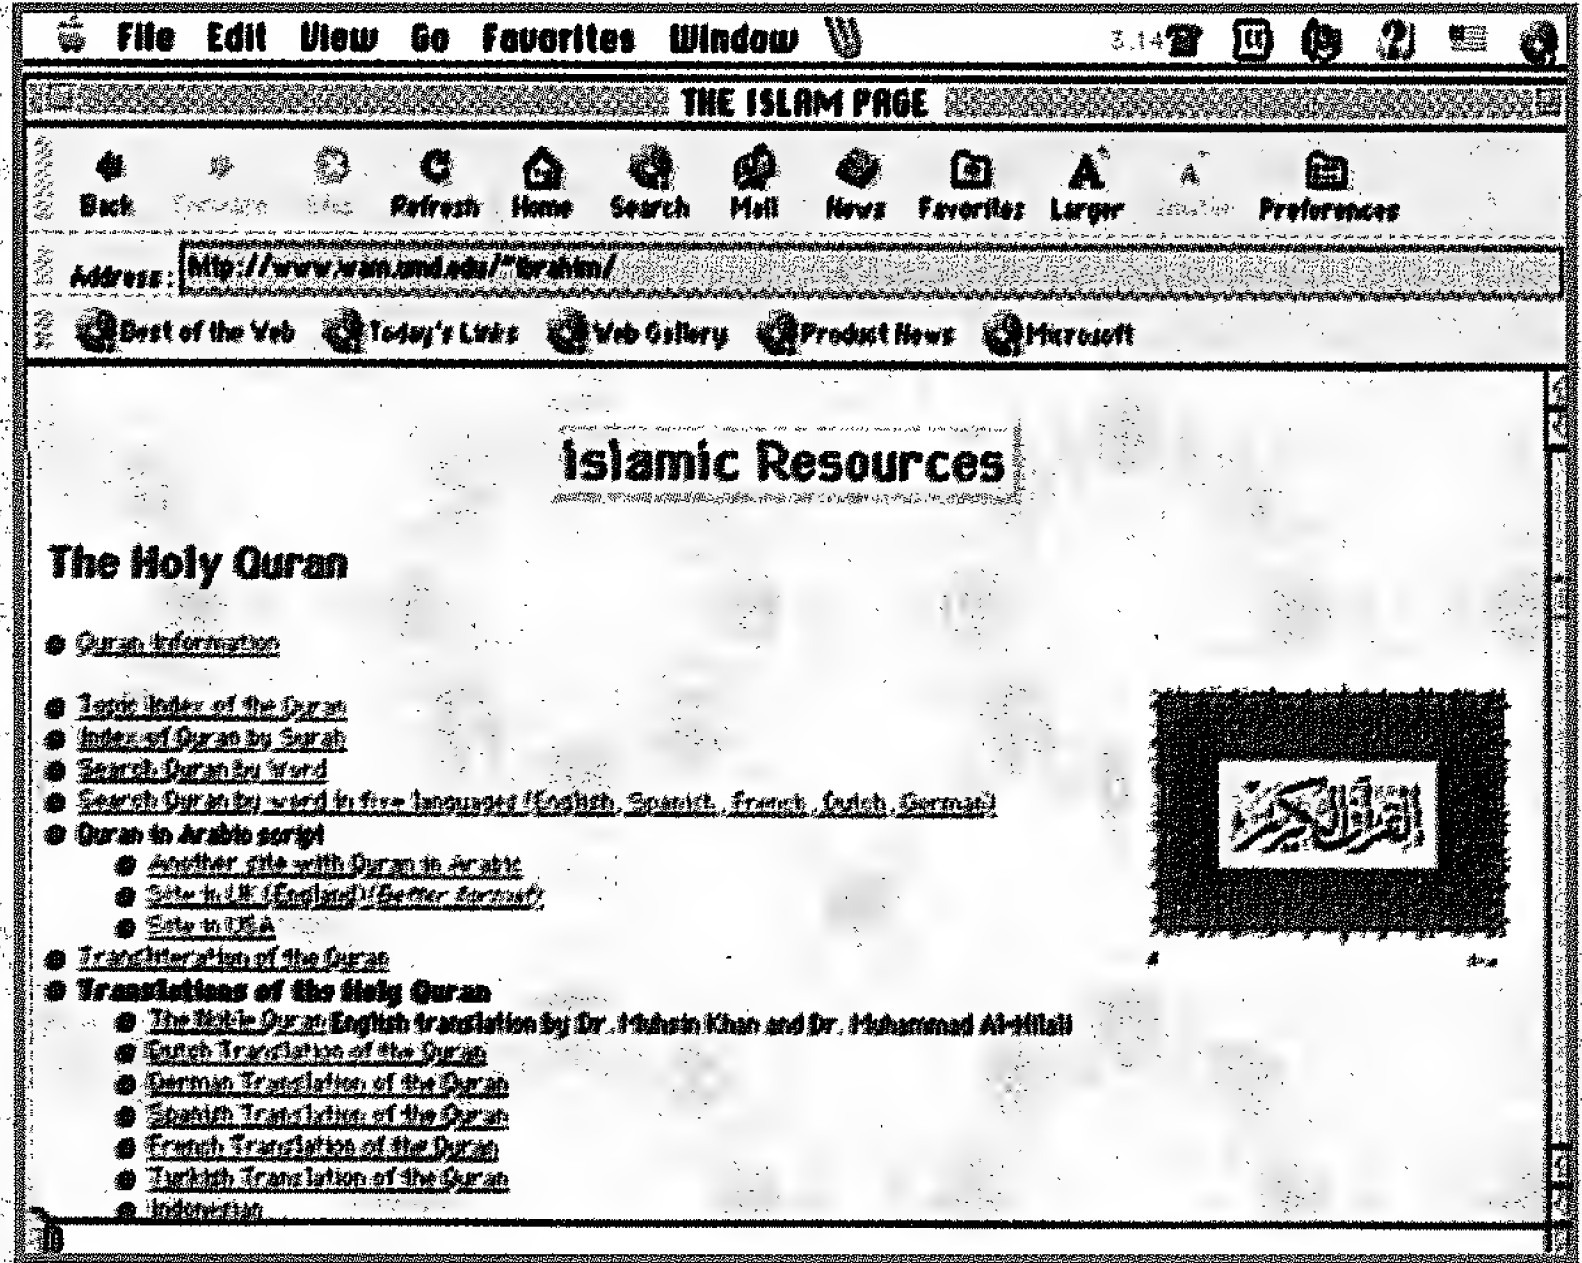 File Edit View Go Favorites Window 3.14
THE ISLAM PAGE
Back Forward Stop Refresh Home Search Mail News Favorites Larger Smaller Preferences
Address: http://www.wam.umd.edu/~ibrahim/
Best of the Web Today's Links Web Gallery Product News Microsoft
Islamic Resources
The Holy Quran
Quran Information
Topic Index of the Quran
Index of Quran by Surah
Search Quran by Word
Search Quran by word in five languages (English, Spanish, French, Dutch, German)
Quran in Arabic script
القرآن الكريم
Another site with Quran in Arabic
Site in UK (England) (Better format)
Site in USA
Transliteration of the Quran
Translations of the Holy Quran
The Noble Quran English translation by Dr. Muhsin Khan and Dr. Muhammad Al-Hilali
Dutch Translation of the Quran
German Translation of the Quran
Spanish Translation of the Quran
French Translation of the Quran
Turkish Translation of the Quran
Indonesian